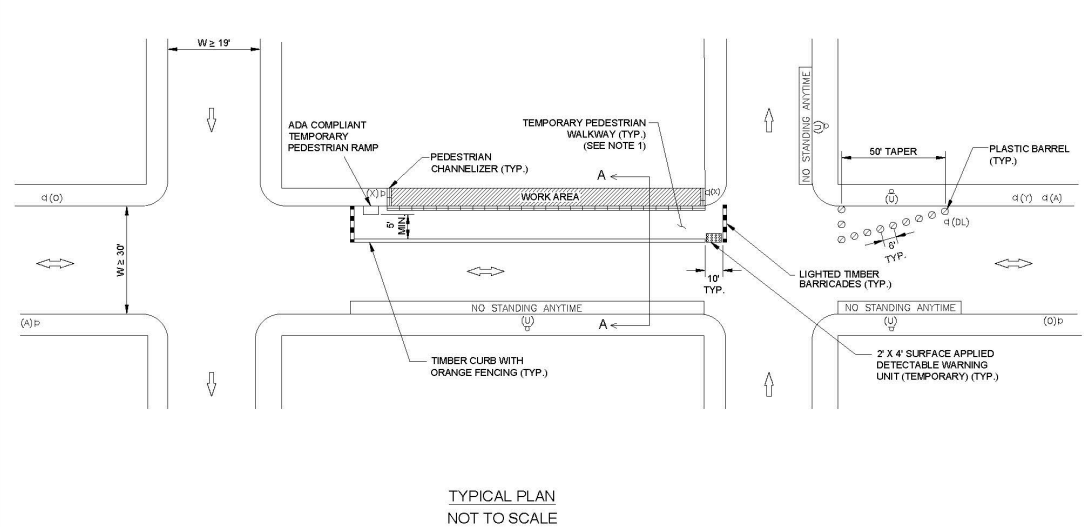 W ≥ 19'
ADA COMPLIANT
TEMPORARY
PEDESTRIAN RAMP
PEDESTRIAN
CHANNELIZER (TYP.)
TEMPORARY PEDESTRIAN
WALKWAY (TYP.)
(SEE NOTE 1)
A
NO STANDING ANYTIME
(U)
50' TAPER
PLASTIC BARREL
(TYP.)
(O)
(X)
WORK AREA
(X)
(U)
(Y)
(A)
(DL)
5'
MIN.
6'
TYP.
W ≥ 30'
10'
TYP.
LIGHTED TIMBER
BARRICADES (TYP.)
NO STANDING ANYTIME
NO STANDING ANYTIME
(A)
(U)
A
(U)
(O)
TIMBER CURB WITH
ORANGE FENCING (TYP.)
2' X 4' SURFACE APPLIED
DETECTABLE WARNING
UNIT (TEMPORARY) (TYP.)
TYPICAL PLAN
NOT TO SCALE